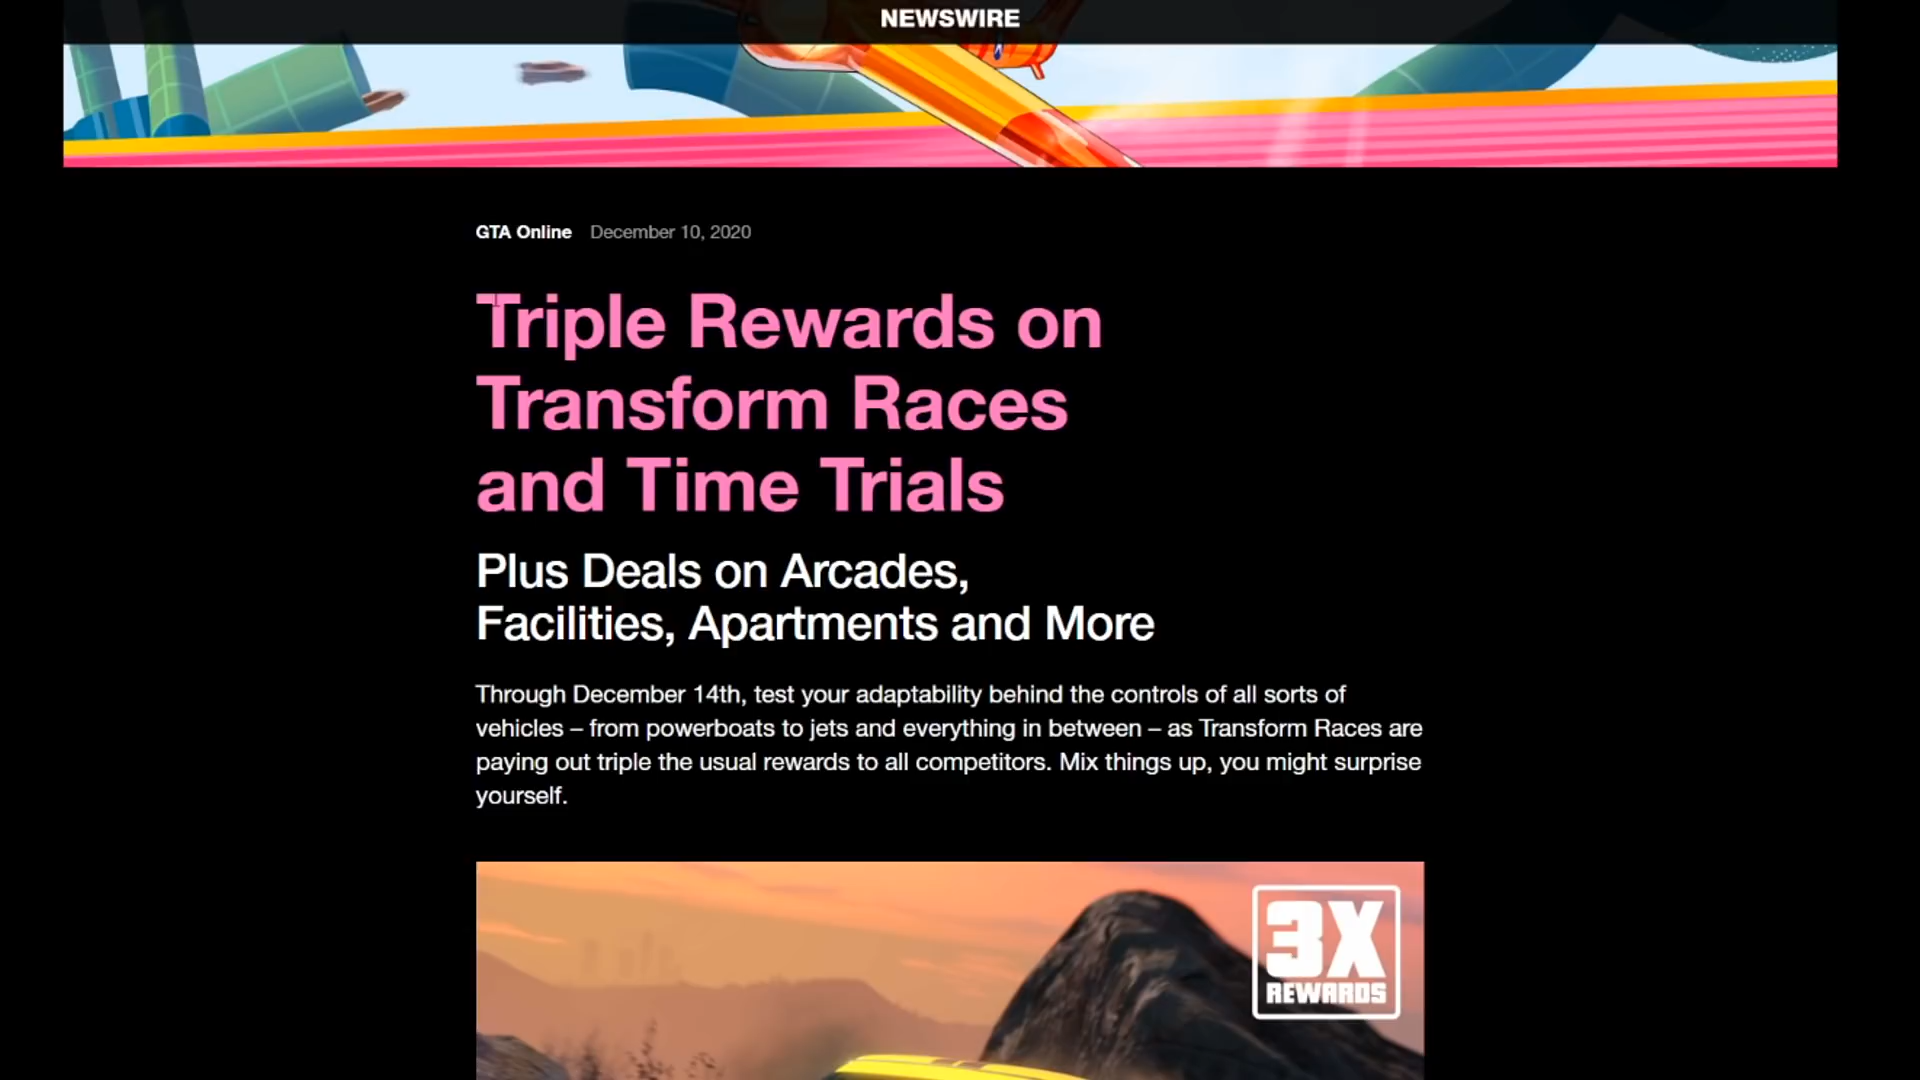 NEWSWIRE
GTA Online December 10, 2020
Triple Rewards on
Transform Races
and Time Trials
Plus Deals on Arcades,
Facilities, Apartments and More
Through December 14th, test your adaptability behind the controls of all sorts of
vehicles – from powerboats to jets and everything in between – as Transform Races are
paying out triple the usual rewards to all competitors. Mix things up, you might surprise
yourself.
3X
REWARDS